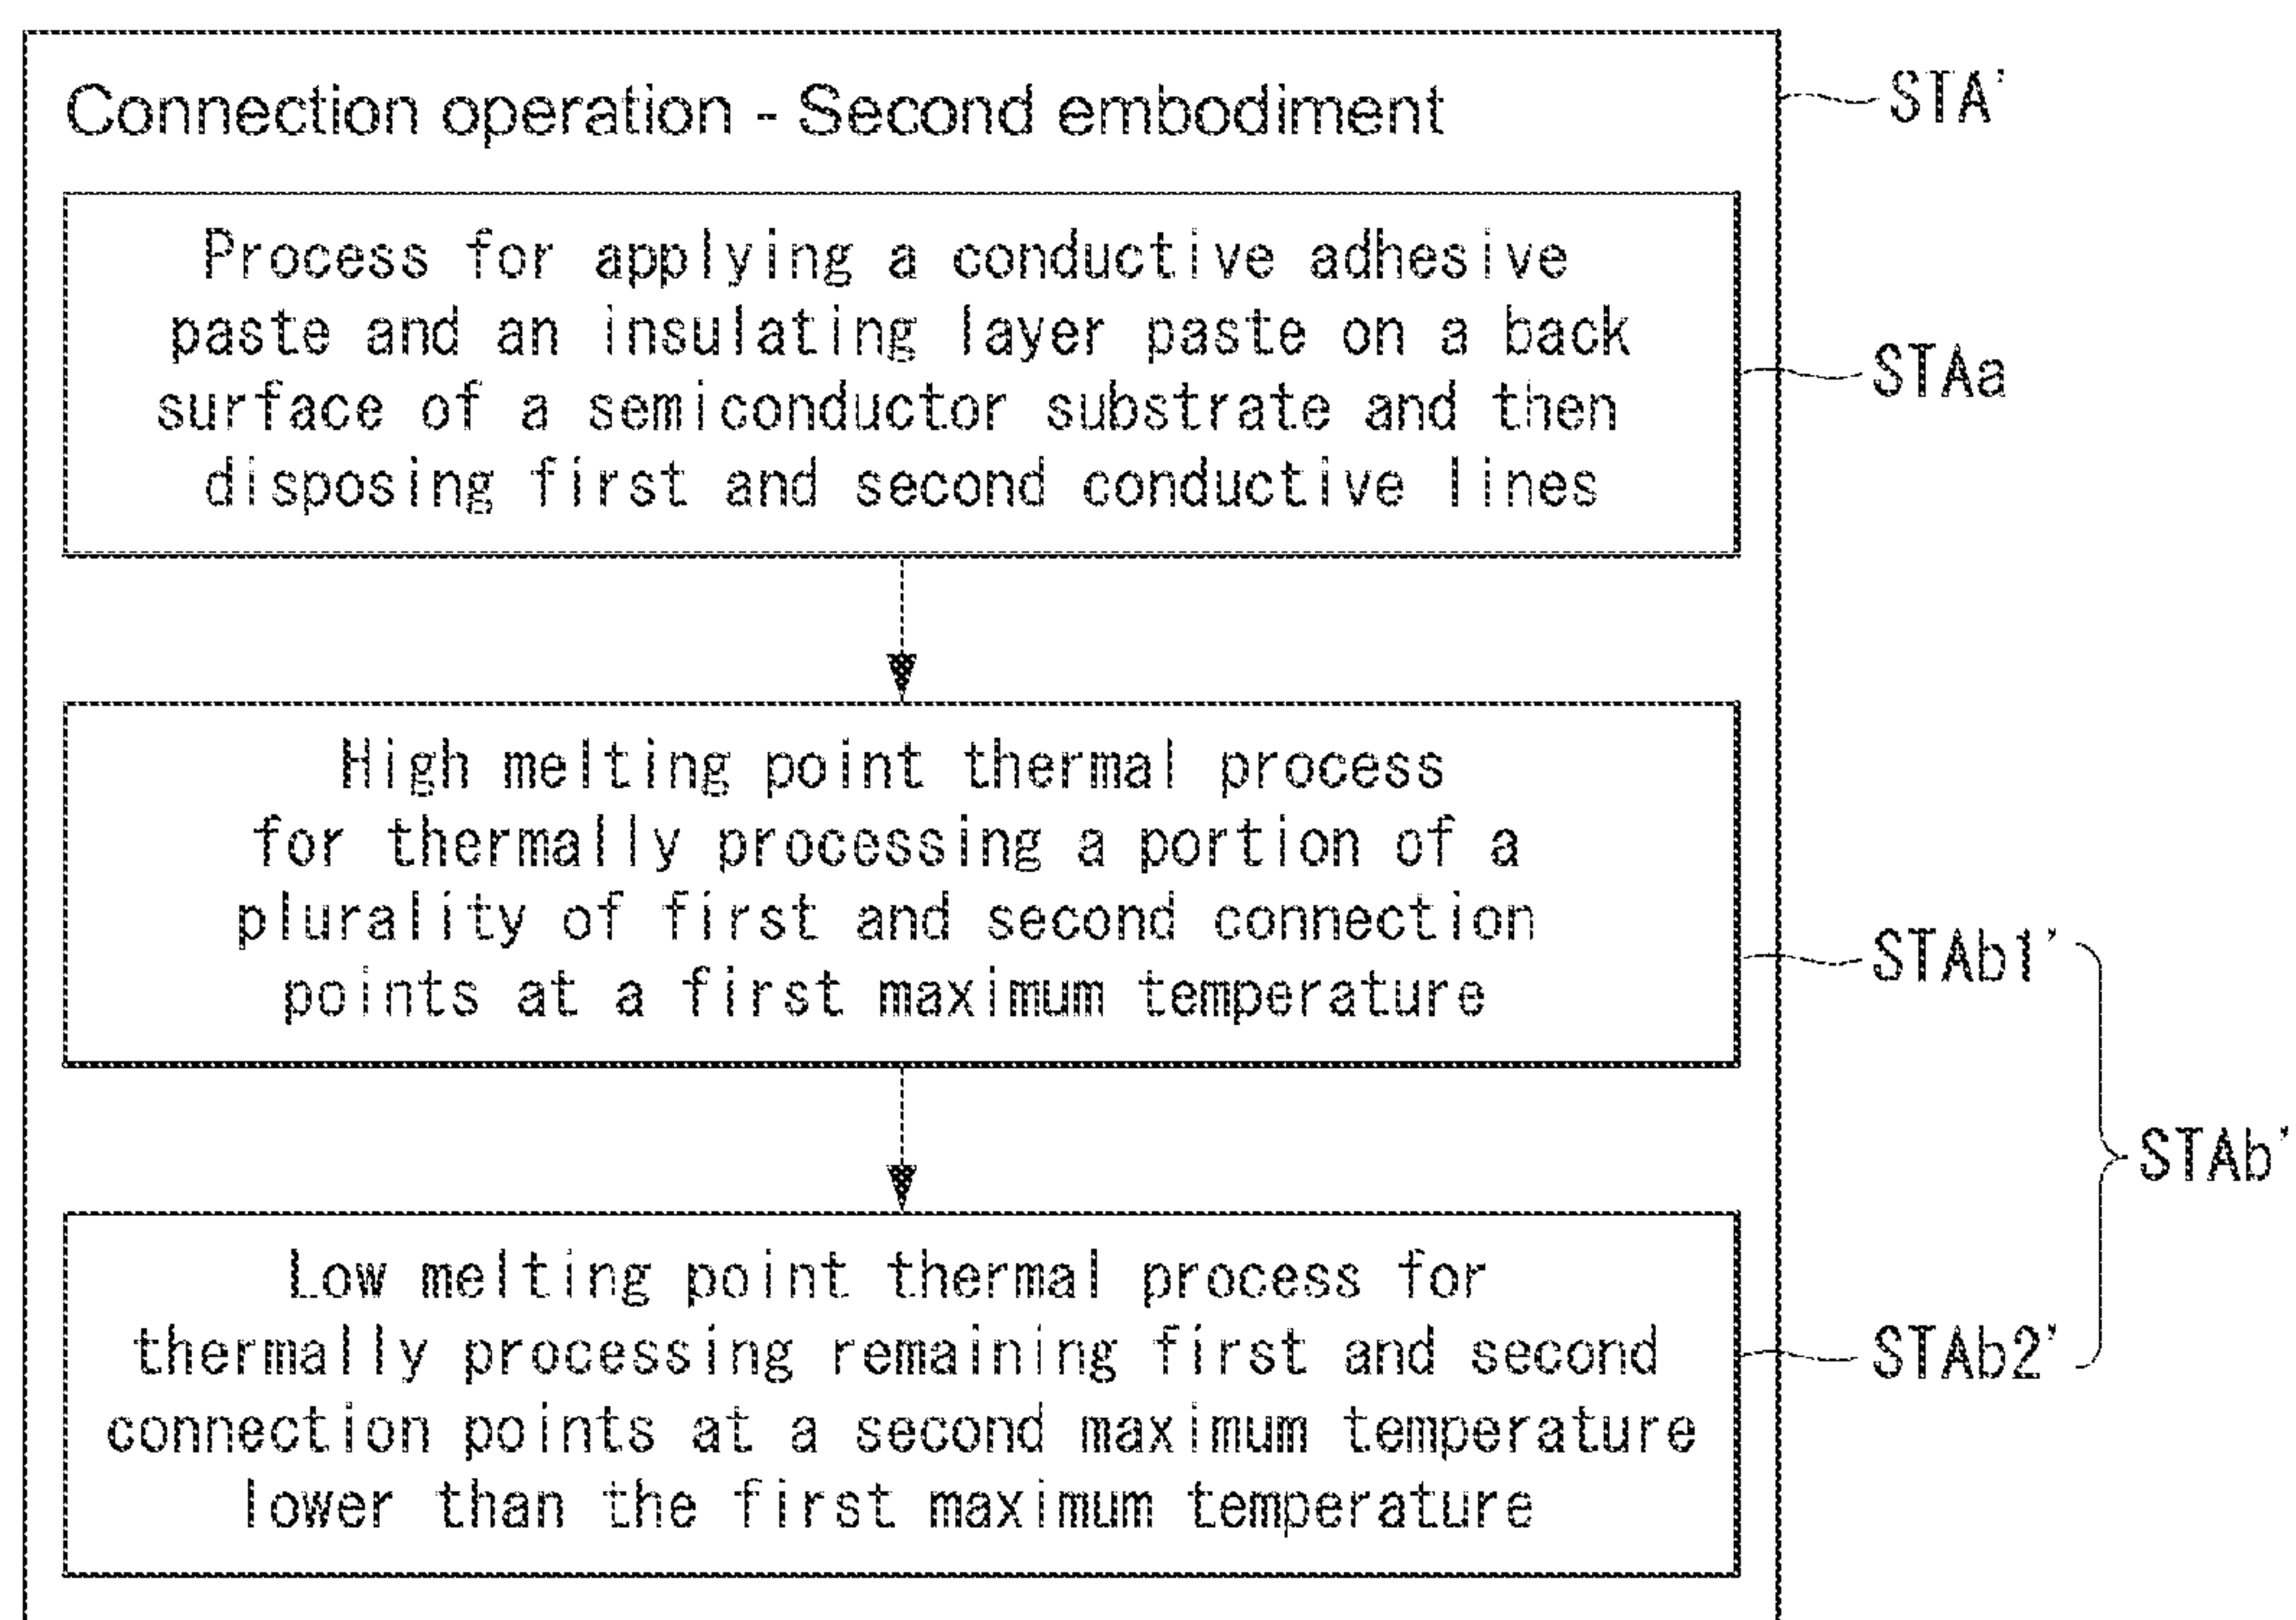 Connection operation - Second embodiment
STA'
Process for applying a conductive adhesive
paste and an insulating layer paste on a back
surface of a semiconductor substrate and then
disposing first and second conductive lines
STAa
High melting point thermal process
for thermally processing a portion of a
plurality of first and second connection
points at a first maximum temperature
STAb1'
STAb'
Low melting point thermal process for
thermally processing remaining first and second
connection points at a second maximum temperature
lower than the first maximum temperature
STAb2'